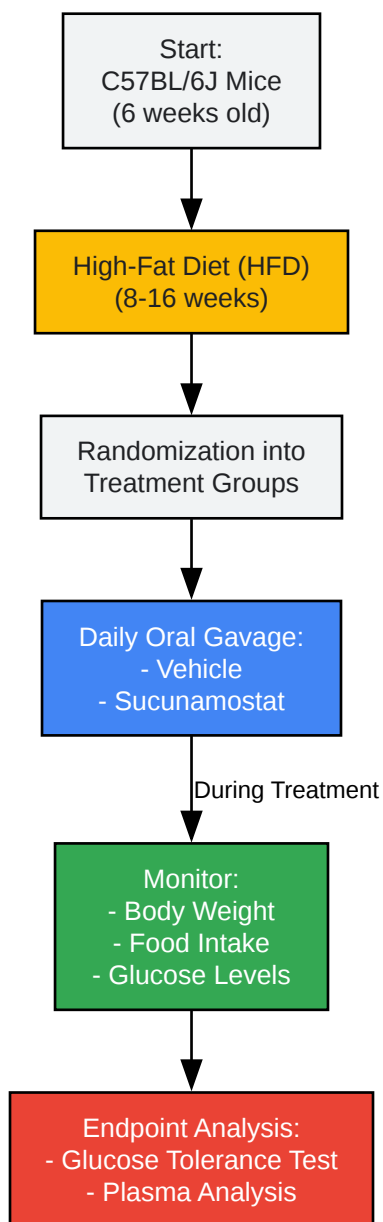 Start:
C57BL/6J Mice
(6 weeks old)
High-Fat Diet (HFD)
(8-16 weeks)
Randomization into
Treatment Groups
Daily Oral Gavage:
- Vehicle
- Sucunamostat
During Treatment
Monitor:
- Body Weight
- Food Intake
- Glucose Levels
Endpoint Analysis:
- Glucose Tolerance Test
- Plasma Analysis